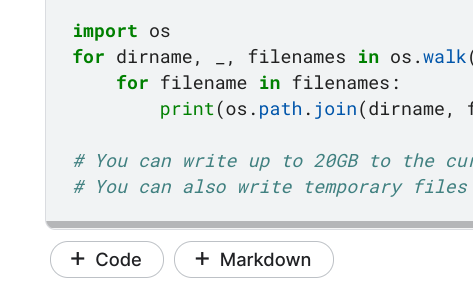 import os
for dirname, _, filenames in os.walk(
for filename in filenames:
print(os.path.join(dirname, f
# You can write up to 20GB to the cur
# You can also write temporary files
+ Code
+ Markdown